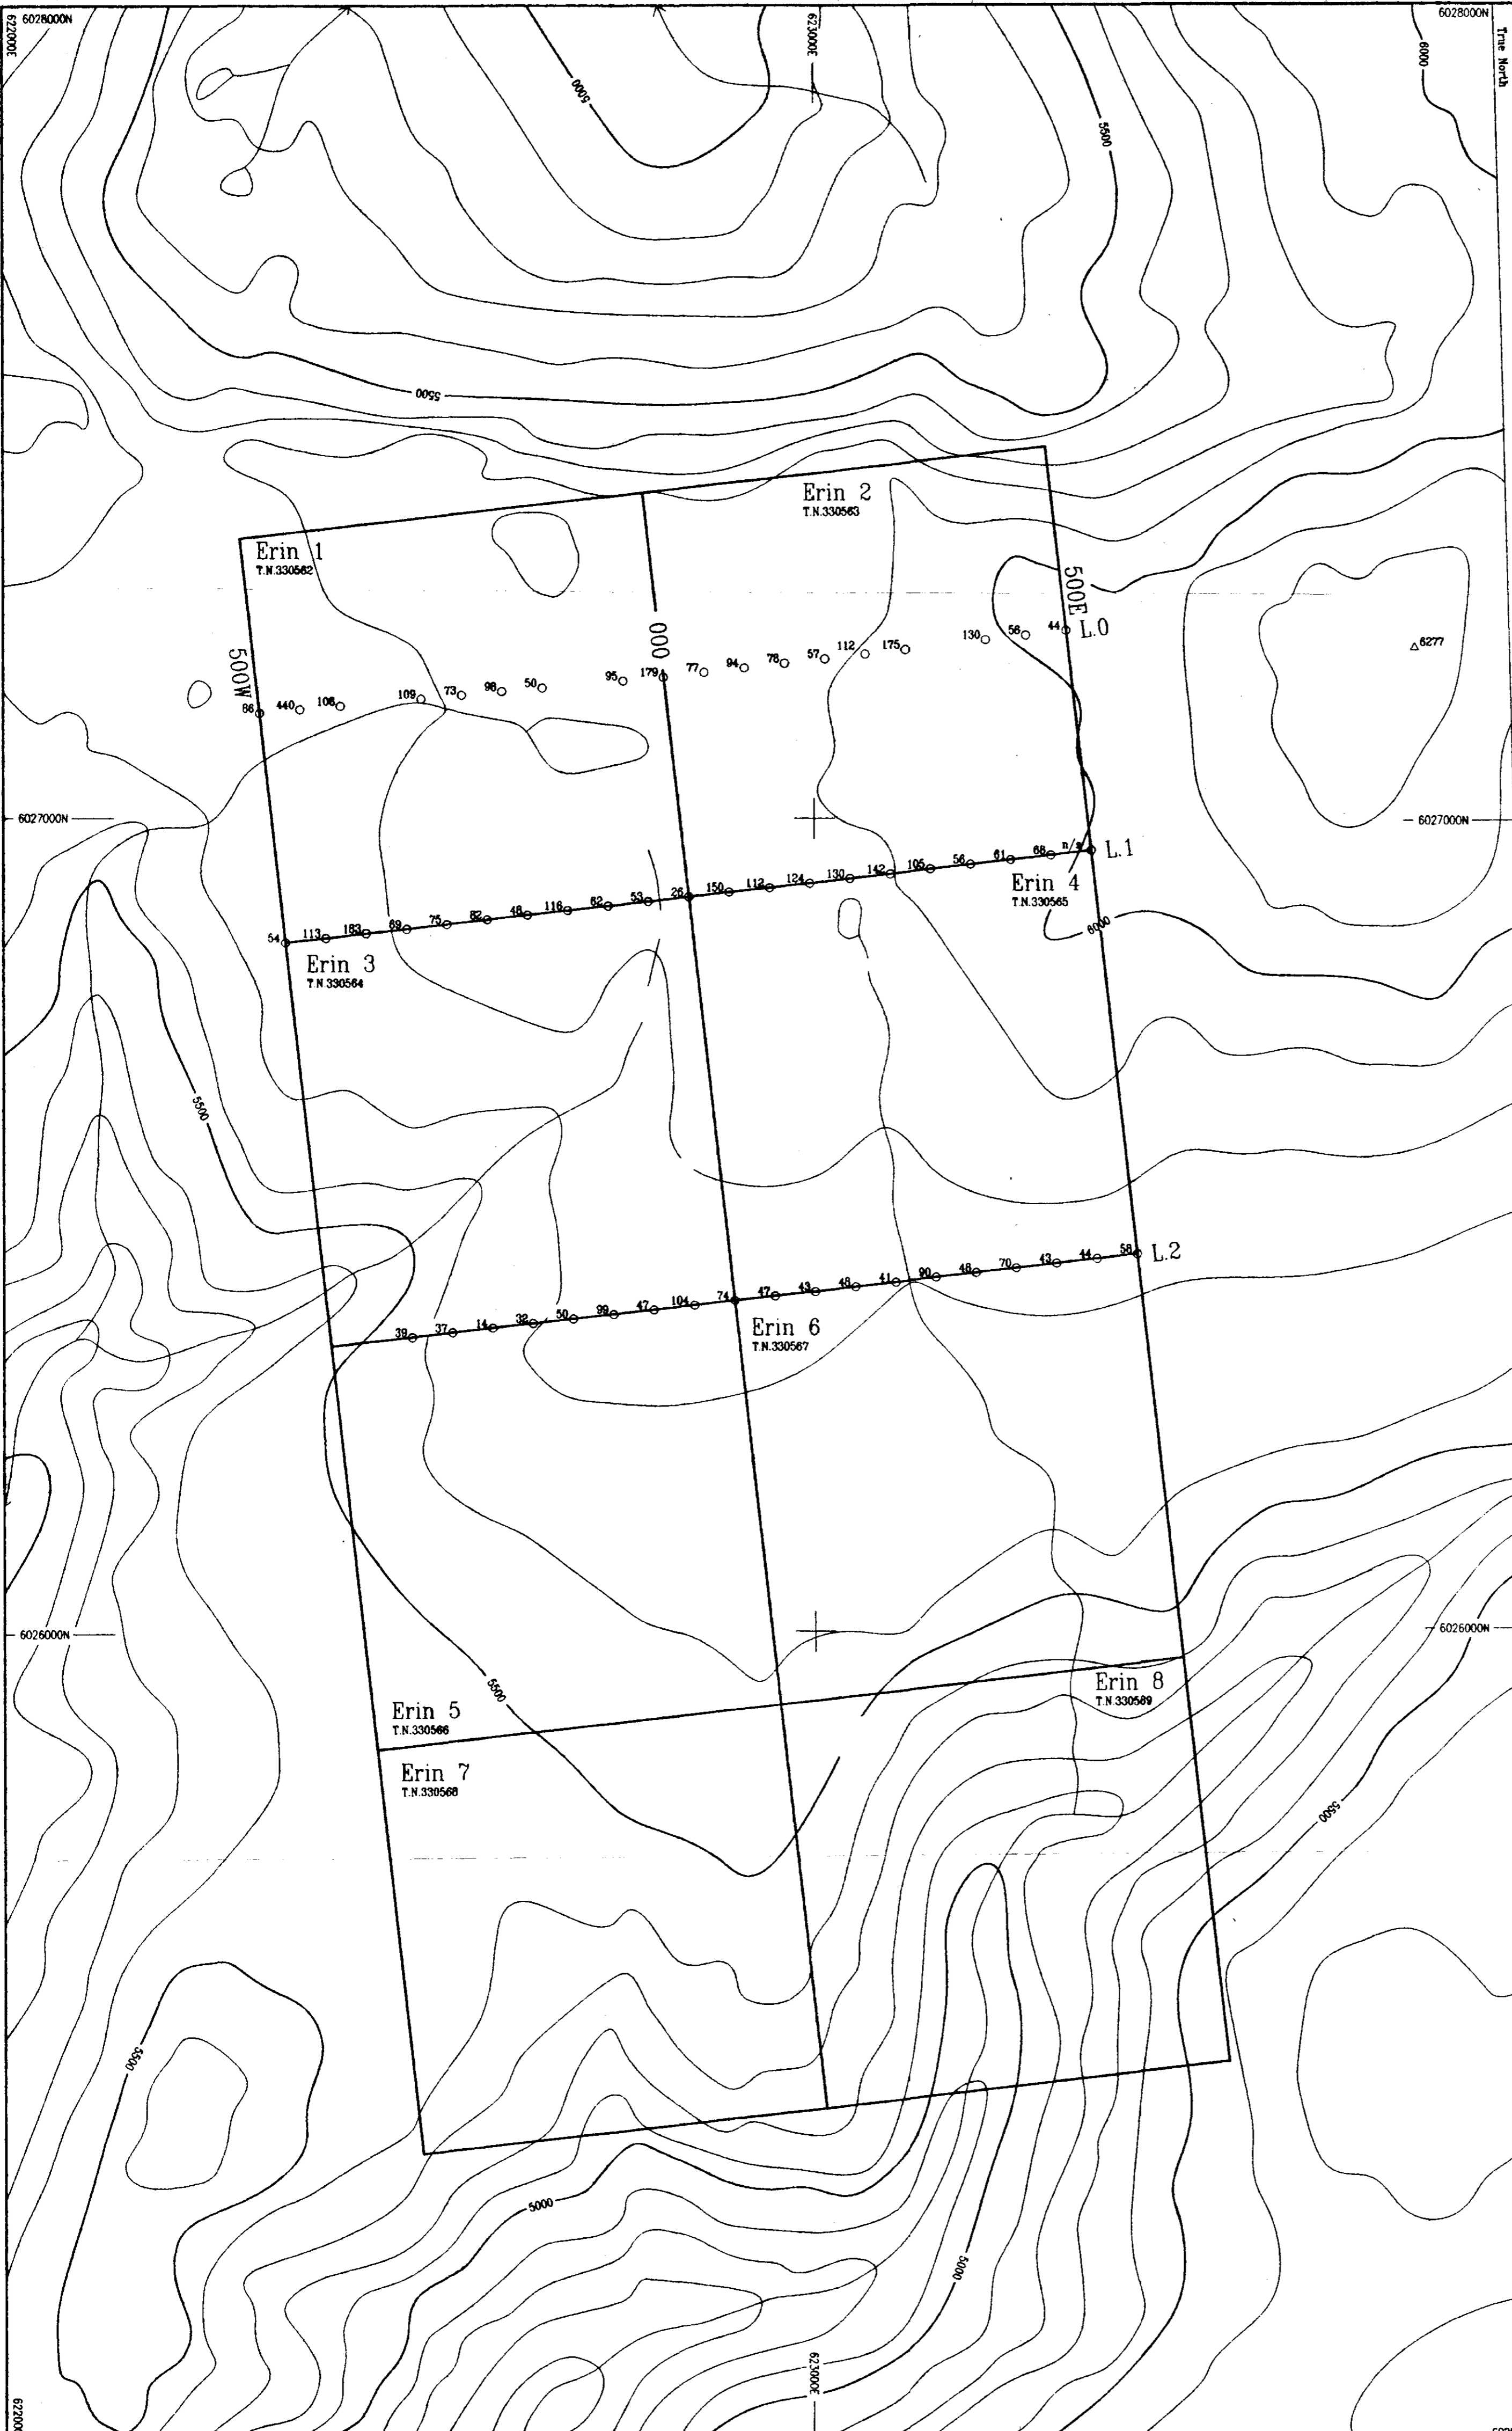 6028000N
622000E
623000E
6028000N
True North
6000
5000
5500
5500
Erin 2
T.N.330563
Erin 1
T.N.330562
500E
L.0
44
56
130
175
112
57
78
94
77
179
95
50
98
73
109
108
440
86
000
500W
6277
6027000N
6027000N
L.1
54 113 183 69 75 82 48 116 62 53 26 150 112 124 130 142 105 56 61 68 n/s
Erin 4
T.N.330565
6000
Erin 3
T.N.330564
5500
L.2
39 37 14 32 50 99 47 104 74 47 43 48 41 90 48 70 43 44 58
Erin 6
T.N.330567
6026000N
6026000N
5500
Erin 5
T.N.330566
Erin 8
T.N.330569
Erin 7
T.N.330568
5500
5500
5000
5000
623000E